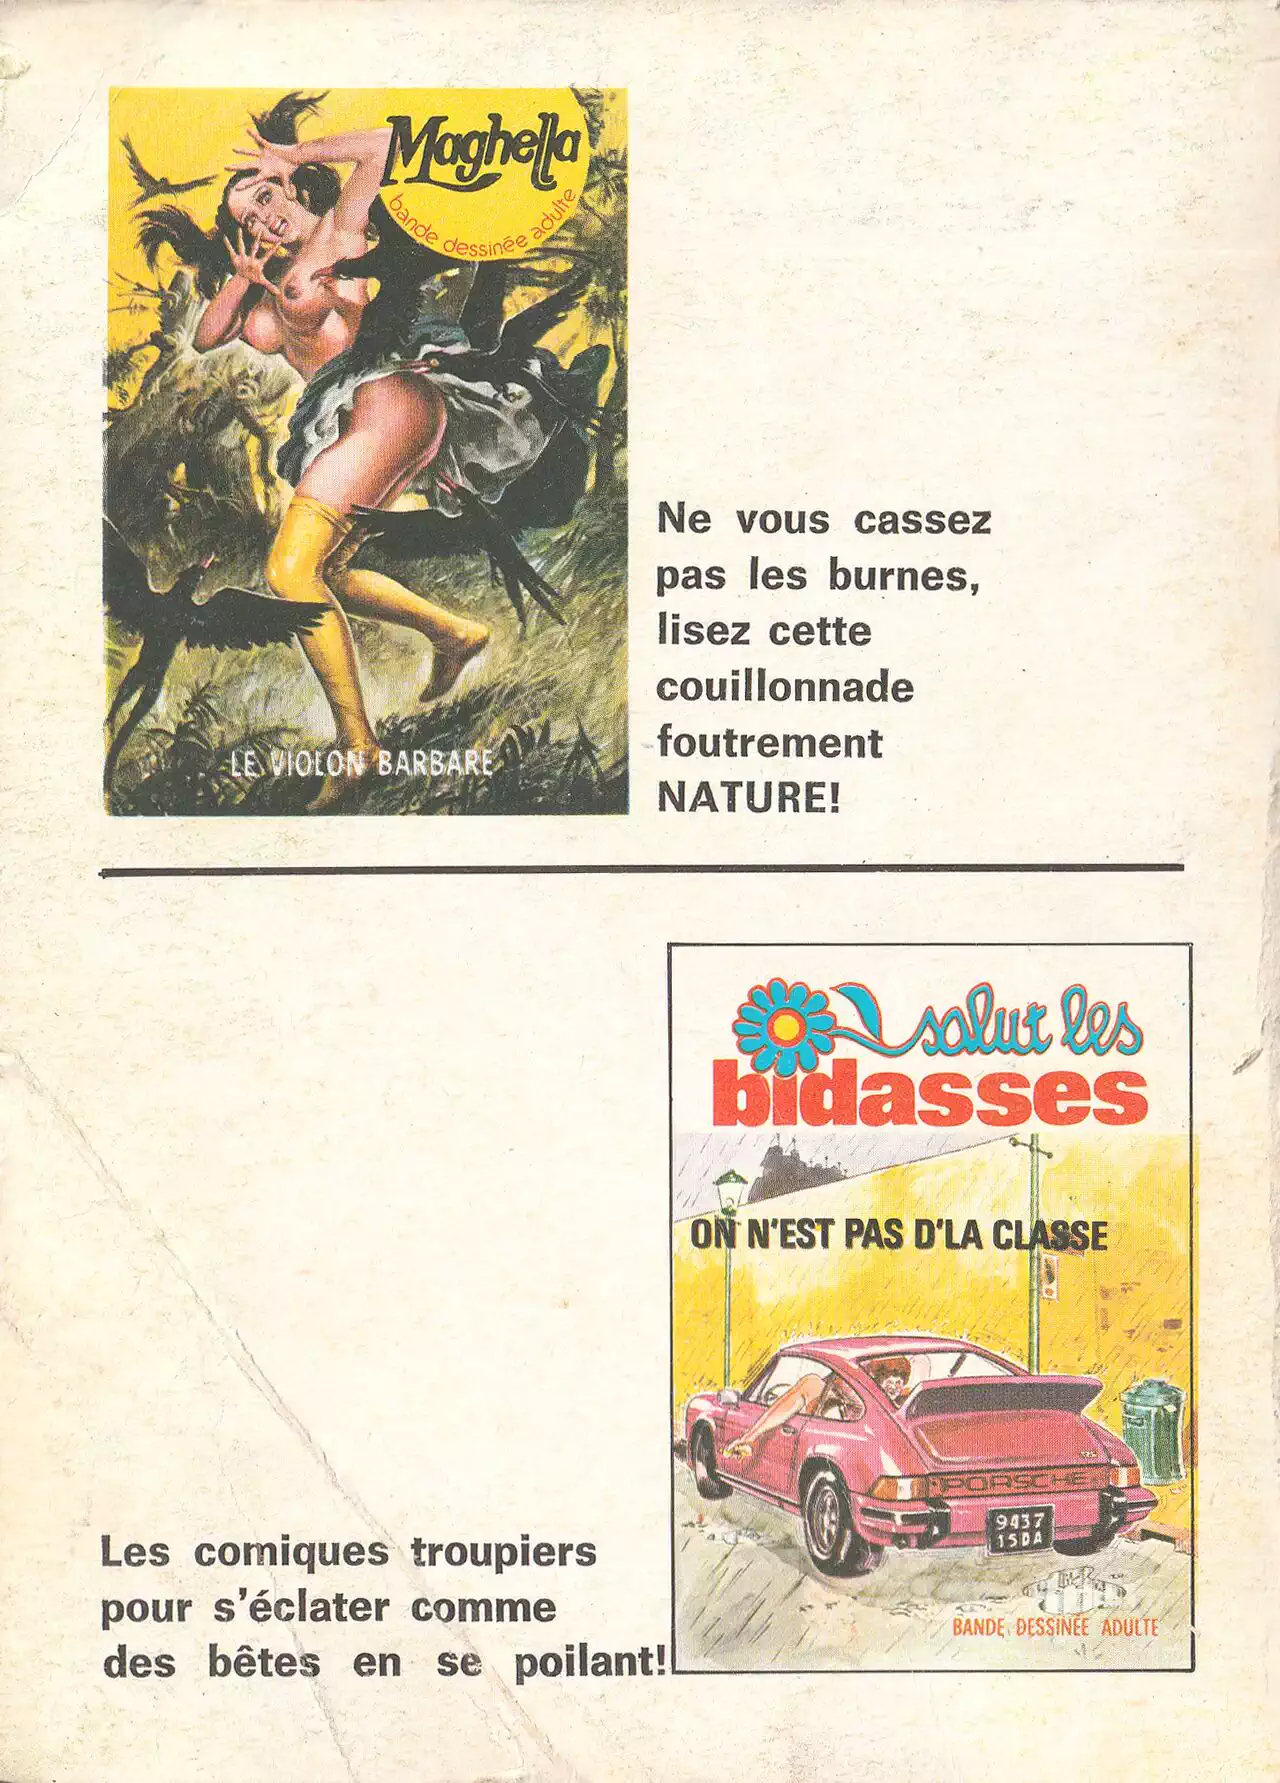 Maghella
bande dessinée adulte
LE VIOLON BARBARE
Ne vous cassez
pas les burnes,
lisez cette
couillonnade
foutrement
NATURE!
salut les
bidasses
ON N'EST PAS D'LA CLASSE
PORSCHE
9437
15DA
BANDE DESSINÉE ADULTE
Les comiques troupiers
pour s'éclater comme
des bêtes en se poilant!